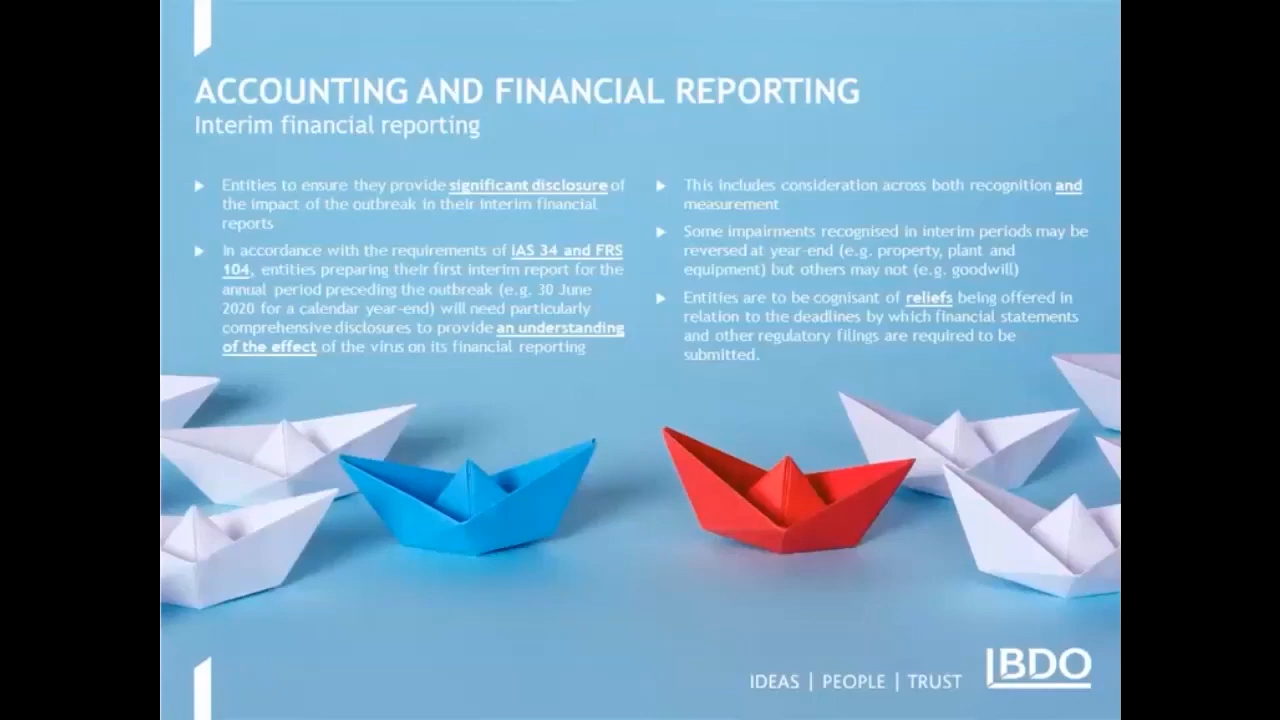 ACCOUNTING AND FINANCIAL REPORTING
Interim financial reporting
Entities to ensure they provide significant disclosure of
the impact of the outbreak in their interim financial
reports
In accordance with the requirements of IAS 34 and FRS
104, entities preparing their first interim report for the
annual period preceding the outbreak (e.g. 30 June
2020 for a calendar year-end) will need particularly
comprehensive disclosures to provide an understanding
of the effect of the virus on its financial reporting
This includes consideration across both recognition and
measurement
Some impairments recognised in interim periods may be
reversed at year-end (e.g. property, plant and
equipment) but others may not (e.g. goodwill)
Entities are to be cognisant of reliefs being offered in
relation to the deadlines by which financial statements
and other regulatory filings are required to be
submitted.
IDEAS | PEOPLE | TRUST
BDO